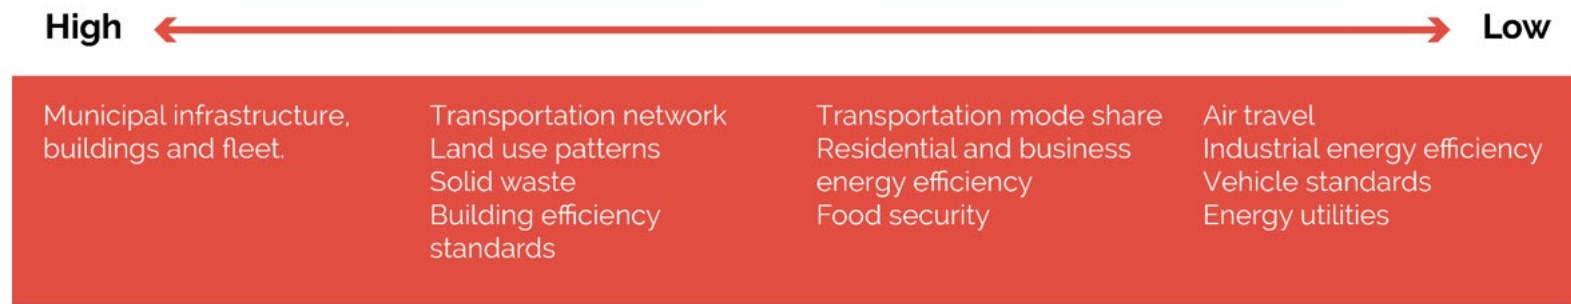 High
Low
Municipal infrastructure,
buildings and fleet.
Transportation network
Land use patterns
Solid waste
Building efficiency
standards
Transportation mode share
Residential and business
energy efficiency
Food security
Air travel
Industrial energy efficiency
Vehicle standards
Energy utilities